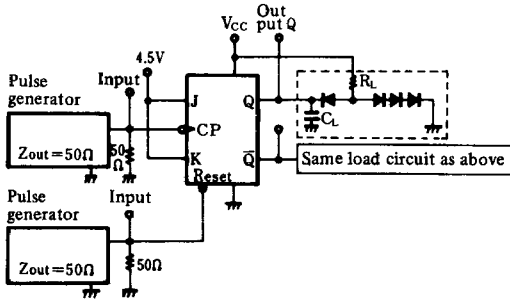 Vcc
Out
put Q
4.5V
Input
Pulse
generator
Zout=50Ω
50
Ω
J
CP
K
Reset
Q
Q̅
RL
CL
Same load circuit as above
Pulse
generator
Input
Zout=50Ω
50Ω